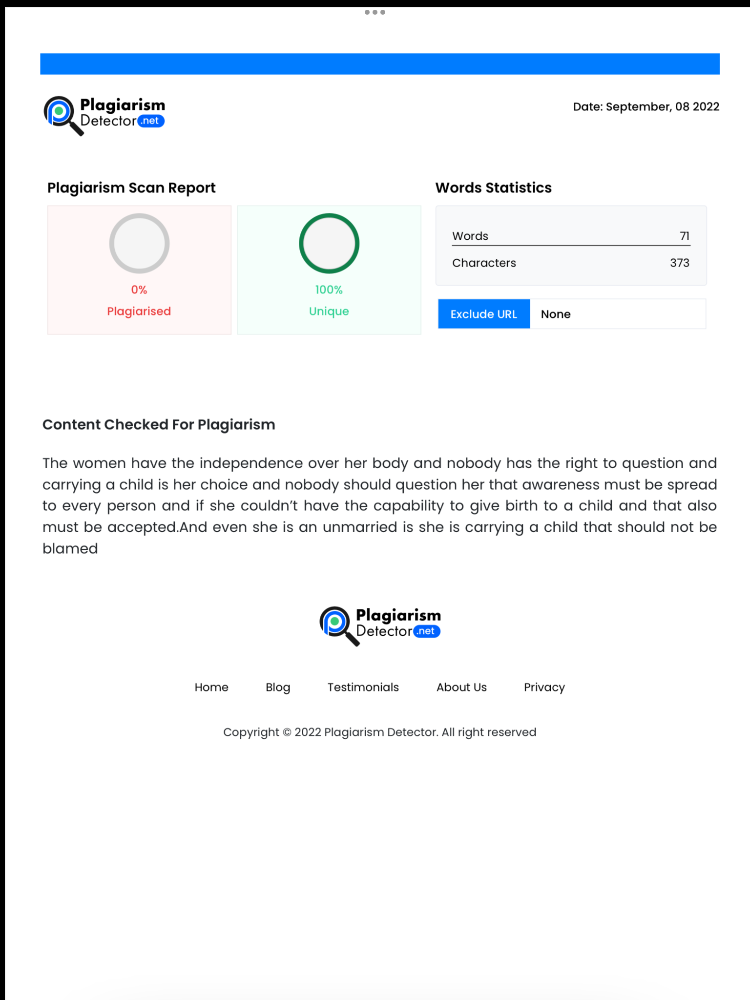 Plagiarism
Detector.net
Date: September, 08 2022
Plagiarism Scan Report
Words Statistics
0%
Plagiarised
100%
Unique
Words 71
Characters 373
Exclude URL None
Content Checked For Plagiarism
The women have the independence over her body and nobody has the right to question and
carrying a child is her choice and nobody should question her that awareness must be spread
to every person and if she couldn’t have the capability to give birth to a child and that also
must be accepted.And even she is an unmarried is she is carrying a child that should not be
blamed
Plagiarism
Detector.net
Home Blog Testimonials About Us Privacy
Copyright © 2022 Plagiarism Detector. All right reserved